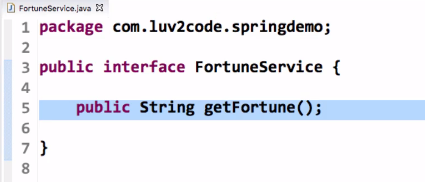 FortuneService.java
1 package com.luv2code.springdemo;
2
3 public interface FortuneService {
4
5 public String getFortune();
6
7 }
8